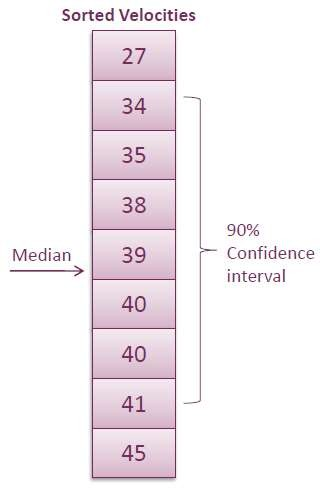 Sorted Velocities
27
34
35
38
39
40
40
41
45
Median
90%
Confidence
interval